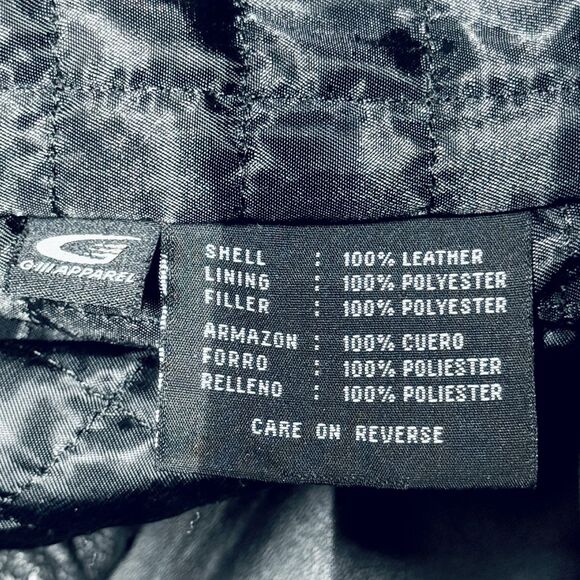 G-III APPAREL
SHELL : 100% LEATHER
LINING : 100% POLYESTER
FILLER : 100% POLYESTER
ARMAZON : 100% CUERO
FORRO : 100% POLIESTER
RELLENO : 100% POLIESTER
CARE ON REVERSE